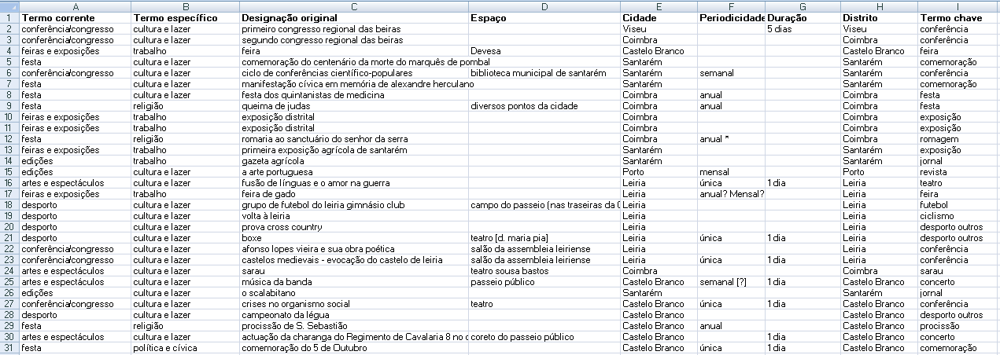 A B C D E F G H I
1 Termo corrente Termo específico Designação original Espaço Cidade Periodicidade Duração Distrito Termo chave
2 conferência/congresso cultura e lazer primeiro congresso regional das beiras Viseu 5 dias Viseu conferência
3 conferência/congresso cultura e lazer segundo congresso regional das beiras Coimbra Coimbra conferência
4 feiras e exposições trabalho feira Devesa Castelo Branco Castelo Branco feira
5 festa cultura e lazer comemoração do centenário da morte do marquês de pombal Santarém Santarém comemoração
6 conferência/congresso cultura e lazer ciclo de conferências científico-populares biblioteca municipal de santarém Santarém semanal Santarém conferência
7 festa cultura e lazer manifestação cívica em memória de alexandre herculano Santarém Santarém comemoração
8 festa cultura e lazer festa dos quintanistas de medicina Coimbra anual Coimbra festa
9 festa religião queima de judas diversos pontos da cidade Coimbra anual Coimbra festa
10 feiras e exposições trabalho exposição distrital Coimbra Coimbra exposição
11 feiras e exposições trabalho exposição distrital Coimbra Coimbra exposição
12 festa religião romaria ao santuário do senhor da serra Coimbra anual * Coimbra romagem
13 feiras e exposições trabalho primeira exposição agrícola de santarém Santarém Santarém exposição
14 edições trabalho gazeta agrícola Santarém Santarém jornal
15 edições cultura e lazer a arte portuguesa Porto mensal Porto revista
16 artes e espectáculos cultura e lazer fusão de línguas e o amor na guerra Leiria única 1 dia Leiria teatro
17 feiras e exposições trabalho feira de gado Leiria anual? Mensal? Leiria feira
18 desporto cultura e lazer grupo de futebol do leiria gimnásio club campo do passeio (nas traseiras da Leiria Leiria futebol
19 desporto cultura e lazer volta à leiria Leiria Leiria ciclismo
20 desporto cultura e lazer prova cross country Leiria Leiria desporto outros
21 desporto cultura e lazer boxe teatro [d. maria pia] Leiria única 1 dia Leiria desporto outros
22 conferência/congresso cultura e lazer afonso lopes vieira e sua obra poética salão da assembleia leiriense Leiria Leiria conferência
23 conferência/congresso cultura e lazer castelos medievais - evocação do castelo de leiria salão da assembleia leiriense Leiria única 1 dia Leiria conferência
24 artes e espectáculos cultura e lazer sarau teatro sousa bastos Coimbra Coimbra sarau
25 artes e espectáculos cultura e lazer música da banda passeio público Castelo Branco semanal [?] 1 dia Castelo Branco concerto
26 edições cultura e lazer o scalabitano Santarém Santarém jornal
27 conferência/congresso cultura e lazer crises no organismo social teatro Castelo Branco única 1 dia Castelo Branco conferência
28 desporto cultura e lazer campeonato da légua Castelo Branco Castelo Branco desporto outros
29 festa religião procissão de S. Sebastião Castelo Branco anual Castelo Branco procissão
30 artes e espectáculos cultura e lazer actuação da charanga do Regimento de Cavalaria 8 no coreto do passeio público Castelo Branco 1 dia Castelo Branco concerto
31 festa política e cívica comemoração do 5 de Outubro Castelo Branco única 1 dia Castelo Branco comemoração